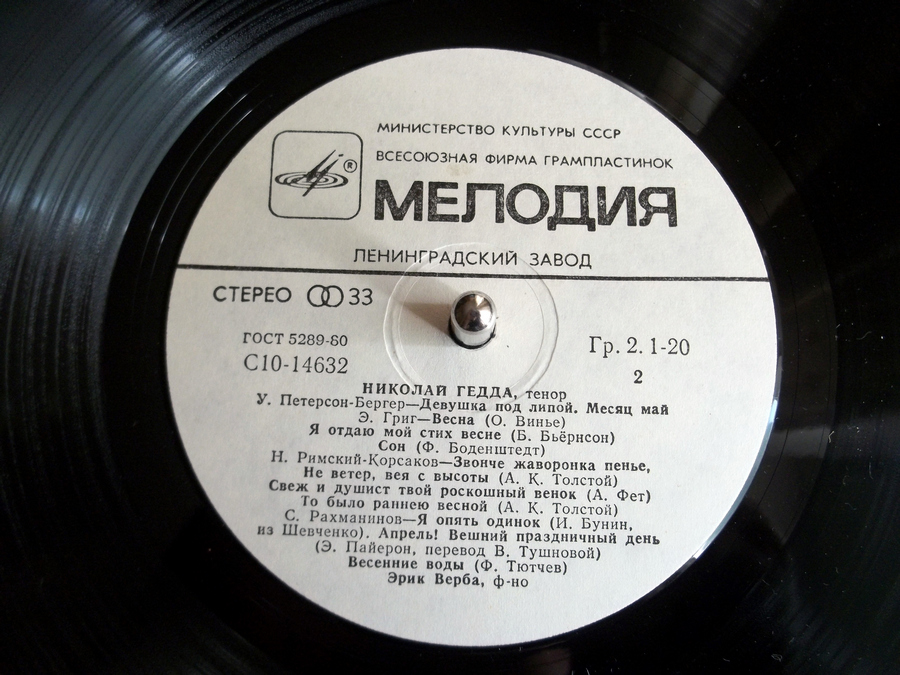 МИНИСТЕРСТВО КУЛЬТУРЫ СССР
ВСЕСОЮЗНАЯ ФИРМА ГРАМПЛАСТИНОК
®
МЕЛОДИЯ
ЛЕНИНГРАДСКИЙ ЗАВОД
СТЕРЕО 33
ГОСТ 5289-80
С10-14632
Гр. 2. 1-20
2
НИКОЛАЙ ГЕДДА, тенор
У. Петерсон-Бергер—Девушка под липой. Месяц май
Э. Григ—Весна (О. Винье)
Я отдаю мой стих весне (Б. Бьёрнсон)
Сон (Ф. Боденштедт)
Н. Римский-Корсаков—Звонче жаворонка пенье,
Не ветер, вея с высоты (А. К. Толстой)
Свеж и душист твой роскошный венок (А. Фет)
То было раннею весной (А. К. Толстой)
С. Рахманинов—Я опять одинок (И. Бунин,
из Шевченко). Апрель! Вешний праздничный день
(Э. Пайерон, перевод В. Тушновой)
Весенние воды (Ф. Тютчев)
Эрик Верба, ф-но